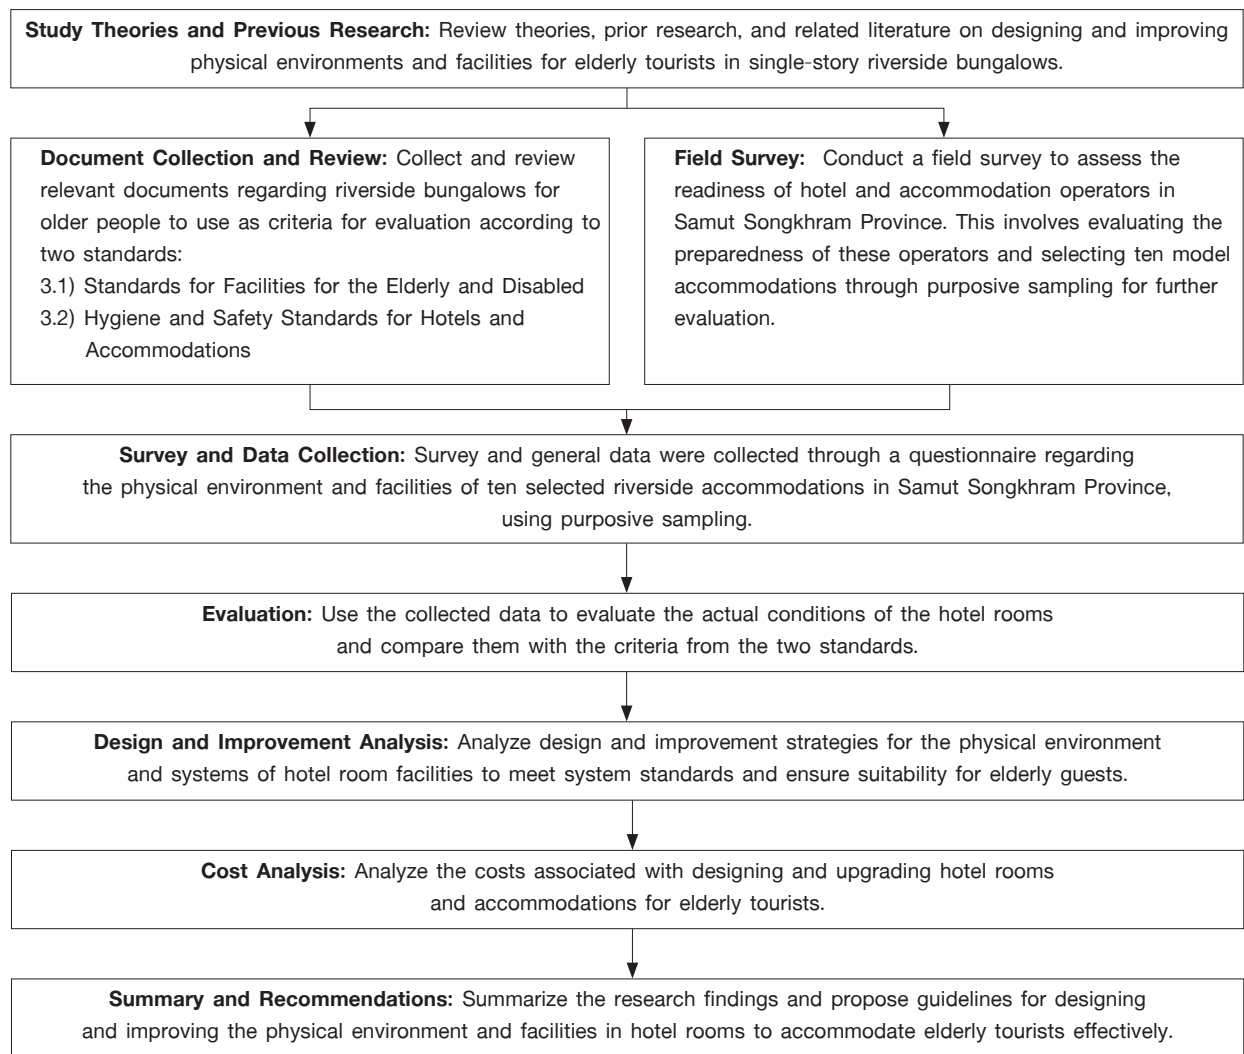 Study Theories and Previous Research: Review theories, prior research, and related literature on designing and improving
physical environments and facilities for elderly tourists in single-story riverside bungalows.
Document Collection and Review: Collect and review
relevant documents regarding riverside bungalows for
older people to use as criteria for evaluation according to
two standards:
3.1) Standards for Facilities for the Elderly and Disabled
3.2) Hygiene and Safety Standards for Hotels and
Accommodations
Field Survey: Conduct a field survey to assess the
readiness of hotel and accommodation operators in
Samut Songkhram Province. This involves evaluating the
preparedness of these operators and selecting ten model
accommodations through purposive sampling for further
evaluation.
Survey and Data Collection: Survey and general data were collected through a questionnaire regarding
the physical environment and facilities of ten selected riverside accommodations in Samut Songkhram Province,
using purposive sampling.
Evaluation: Use the collected data to evaluate the actual conditions of the hotel rooms
and compare them with the criteria from the two standards.
Design and Improvement Analysis: Analyze design and improvement strategies for the physical environment
and systems of hotel room facilities to meet system standards and ensure suitability for elderly guests.
Cost Analysis: Analyze the costs associated with designing and upgrading hotel rooms
and accommodations for elderly tourists.
Summary and Recommendations: Summarize the research findings and propose guidelines for designing
and improving the physical environment and facilities in hotel rooms to accommodate elderly tourists effectively.